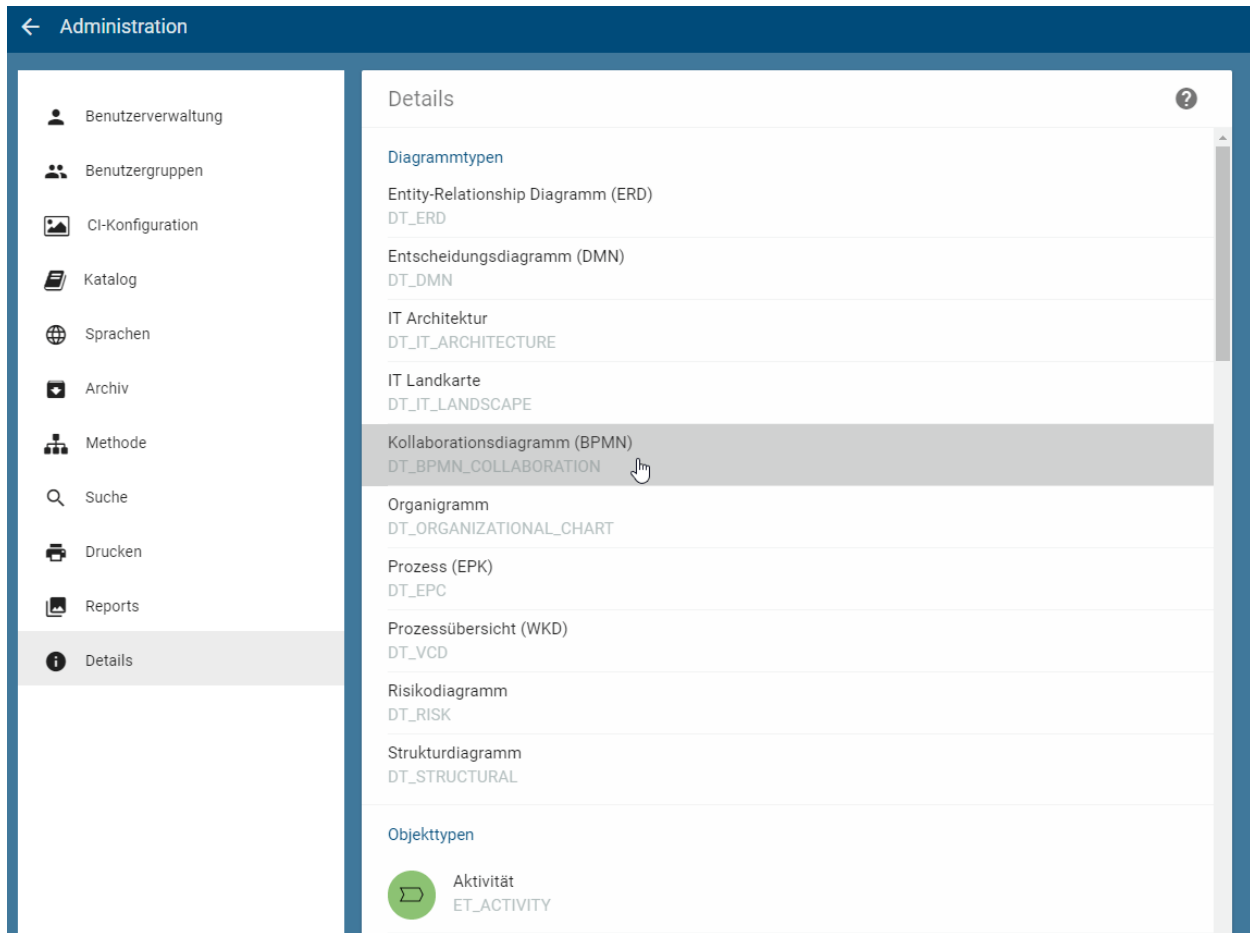 Administration
Benutzerverwaltung
Benutzergruppen
CI-Konfiguration
Katalog
Sprachen
Archiv
Methode
Suche
Drucken
Reports
Details
Details
Diagrammtypen
Entity-Relationship Diagramm (ERD)
DT_ERD
Entscheidungsdiagramm (DMN)
DT_DMN
IT Architektur
DT_IT_ARCHITECTURE
IT Landkarte
DT_IT_LANDSCAPE
Kollaborationsdiagramm (BPMN)
DT_BPMN_COLLABORATION
Organigramm
DT_ORGANIZATIONAL_CHART
Prozess (EPK)
DT_EPC
Prozessübersicht (WKD)
DT_VCD
Risikodiagramm
DT_RISK
Strukturdiagramm
DT_STRUCTURAL
Objekttypen
Aktivität
ET_ACTIVITY